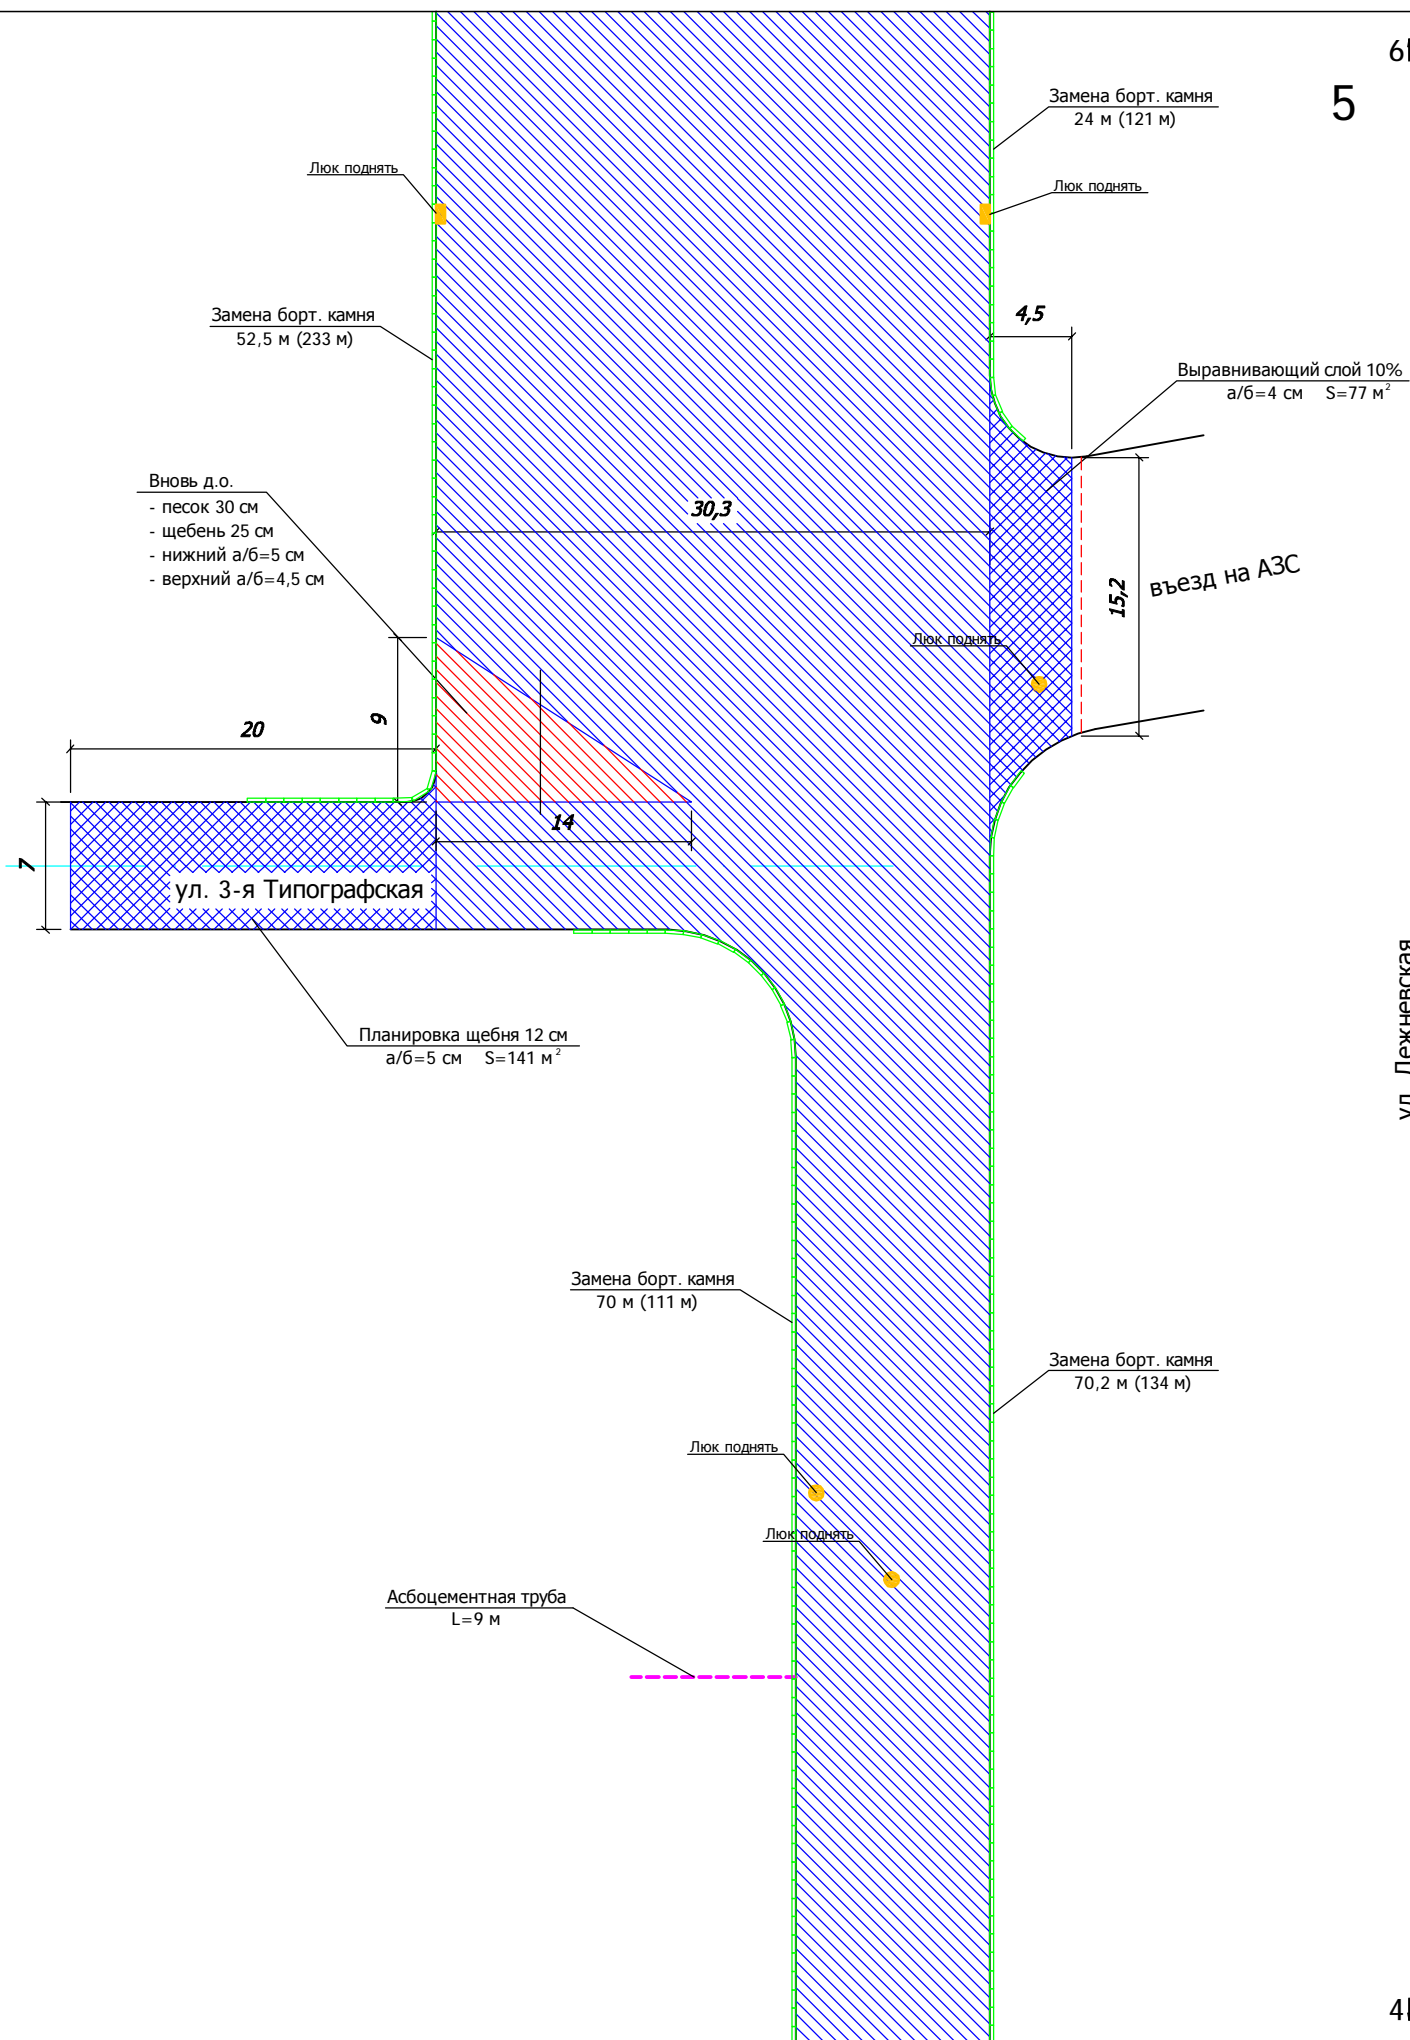 6
5
Замена борт. камня
24 м (121 м)
Люк поднять
Люк поднять
Замена борт. камня
52,5 м (233 м)
4,5
Выравнивающий слой 10%
а/б=4 см S=77 м²
Вновь д.о.
- песок 30 см
- щебень 25 см
- нижний а/б=5 см
- верхний а/б=4,5 см
30,3
15,2
въезд на АЗС
Люк поднять
9
20
14
7
ул. 3-я Типографская
ул. Лежневская
Планировка щебня 12 см
а/б=5 см S=141 м²
Замена борт. камня
70 м (111 м)
Замена борт. камня
70,2 м (134 м)
Люк поднять
Люк поднять
Асбоцементная труба
L=9 м
4